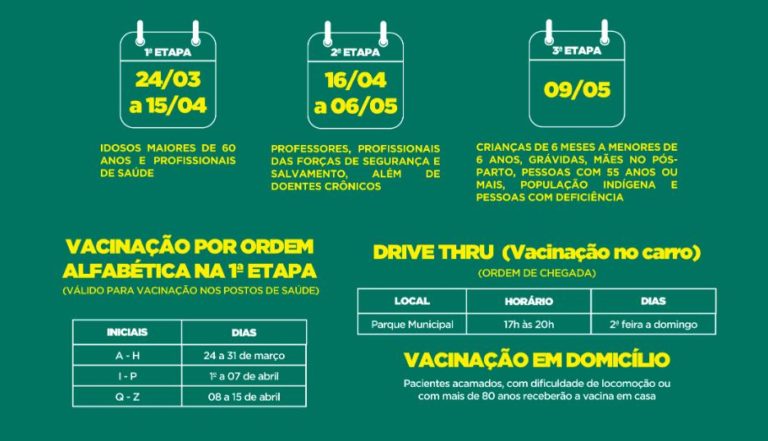 1ª ETAPA
24/03
a 15/04
IDOSOS MAIORES DE 60
ANOS E PROFISSIONAIS
DE SAÚDE
2ª ETAPA
16/04
a 06/05
PROFESSORES, PROFISSIONAIS
DAS FORÇAS DE SEGURANÇA E
SALVAMENTO, ALÉM DE
DOENTES CRÔNICOS
3ª ETAPA
09/05
CRIANÇAS DE 6 MESES A MENORES DE
6 ANOS, GRÁVIDAS, MÃES NO PÓS-
PARTO, PESSOAS COM 55 ANOS OU
MAIS, POPULAÇÃO INDÍGENA E
PESSOAS COM DEFICIÊNCIA
VACINAÇÃO POR ORDEM
ALFABÉTICA NA 1ª ETAPA
(VÁLIDO PARA VACINAÇÃO NOS POSTOS DE SAÚDE)
INICIAIS DIAS
A - H 24 a 31 de março
I - P 1º a 07 de abril
Q - Z 08 a 15 de abril
DRIVE THRU (Vacinação no carro)
(ORDEM DE CHEGADA)
LOCAL HORÁRIO DIAS
Parque Municipal 17h às 20h 2ª feira a domingo
VACINAÇÃO EM DOMICÍLIO
Pacientes acamados, com dificuldade de locomoção ou
com mais de 80 anos receberão a vacina em casa